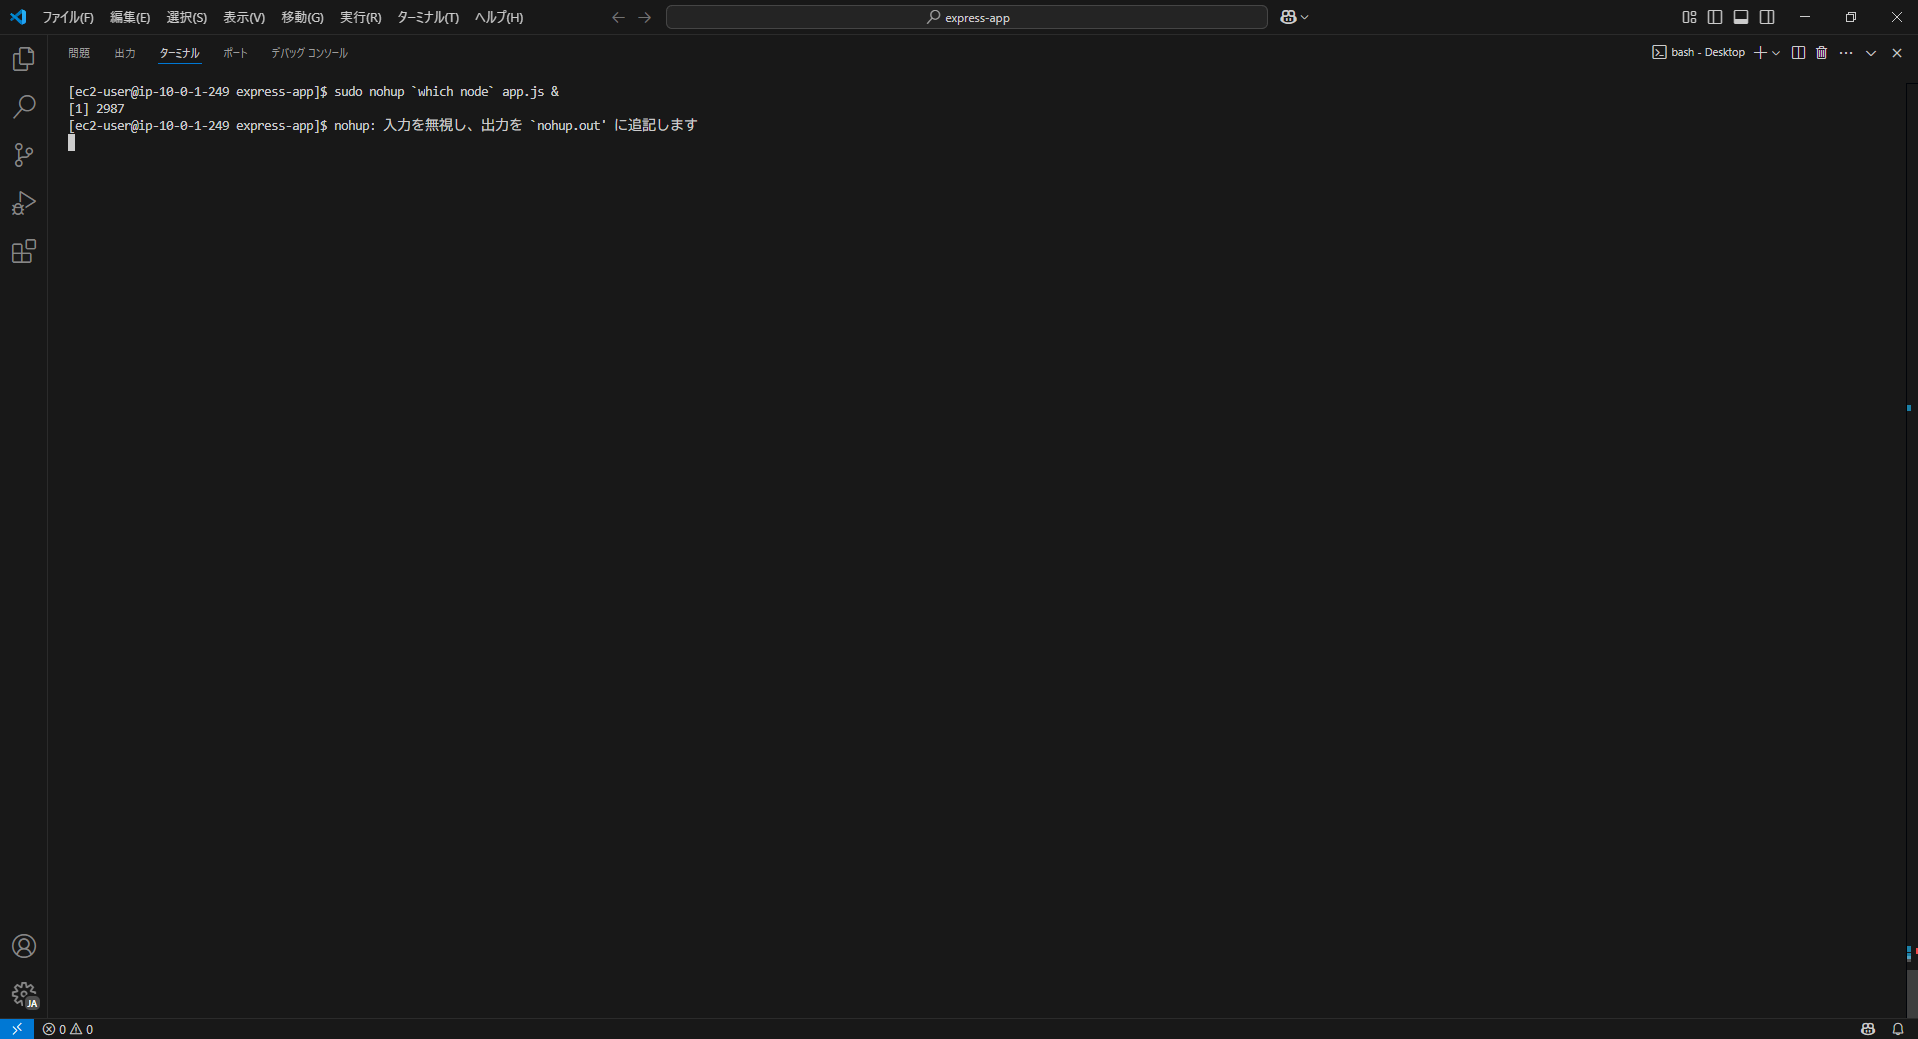 ファイル(F) 編集(E) 選択(S) 表示(V) 移動(G) 実行(R) ターミナル(T) ヘルプ(H) express-app
問題 出力 ターミナル ポート デバッグ コンソール bash - Desktop
[ec2-user@ip-10-0-1-249 express-app]$ sudo nohup `which node` app.js &
[1] 2987
[ec2-user@ip-10-0-1-249 express-app]$ nohup: 入力を無視し、出力を `nohup.out' に追記します
JA
0 0